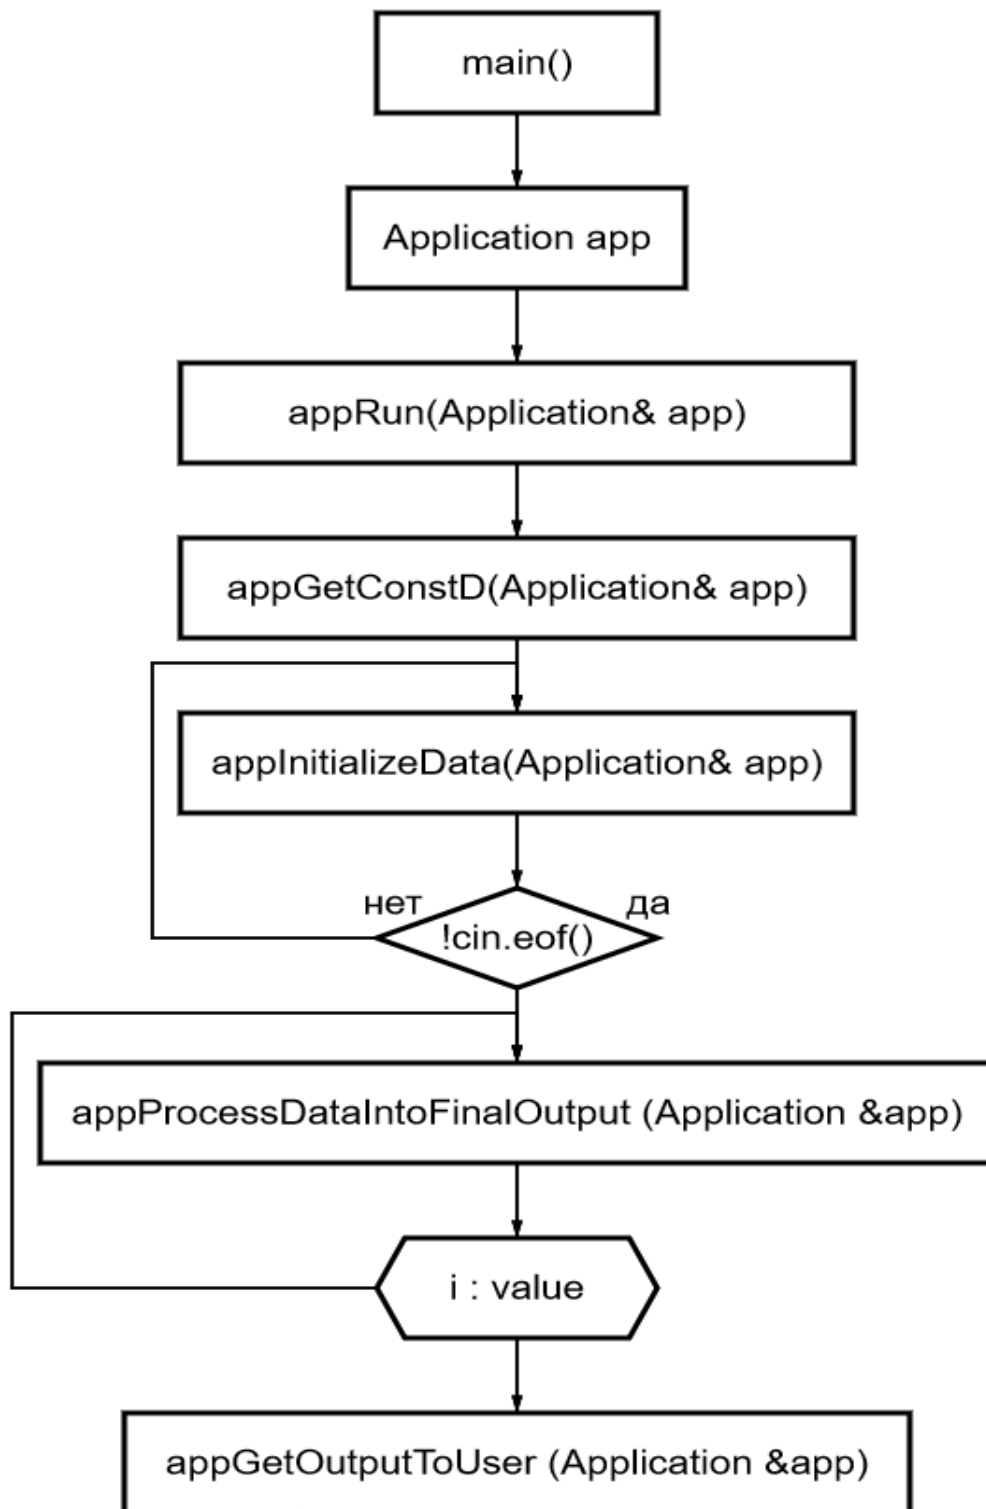 main()
Application app
appRun(Application& app)
appGetConstD(Application& app)
appInitializeData(Application& app)
нет
да
!cin.eof()
appProcessDataIntoFinalOutput (Application &app)
i : value
appGetOutputToUser (Application &app)